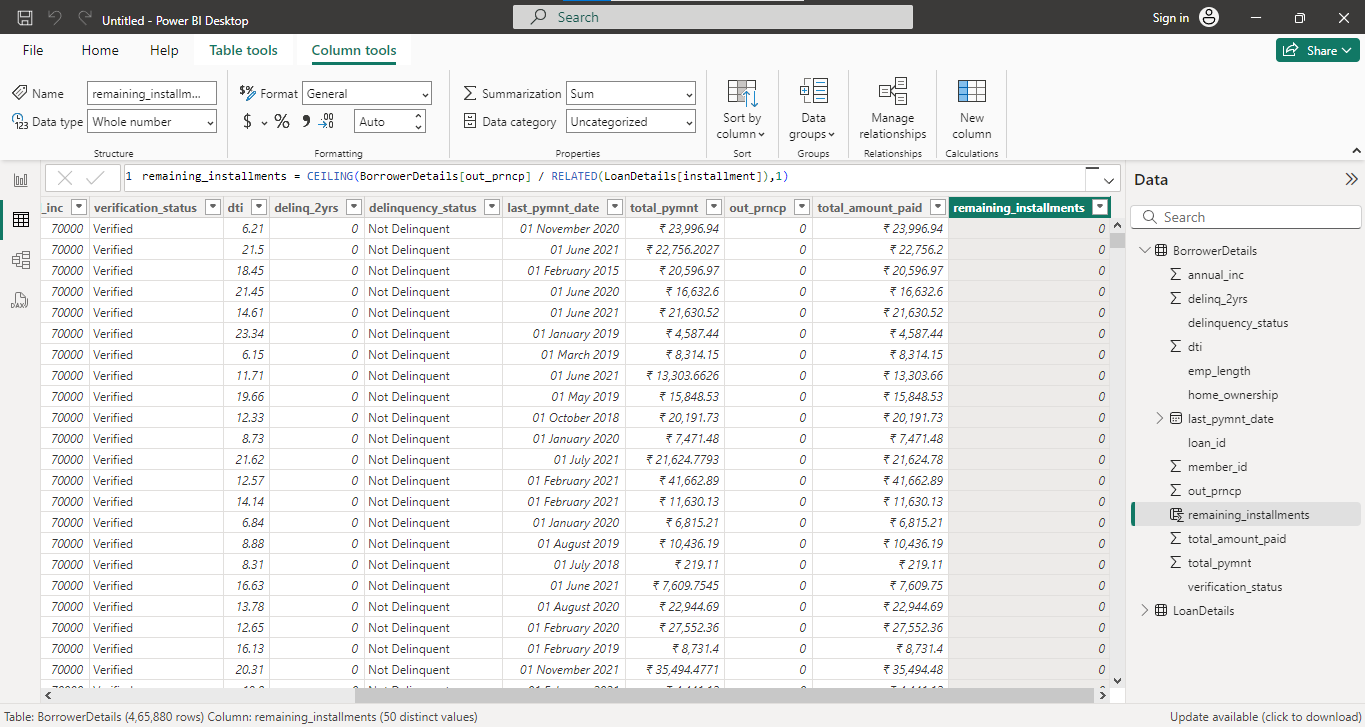 Untitled - Power BI Desktop
Search
Sign in
File Home Help Table tools Column tools
Share
Name remaining_installm...
Data type Whole number
Structure
Format General
$ % Auto
Formatting
Summarization Sum
Data category Uncategorized
Properties
Sort by column
Sort
Data groups
Groups
Manage relationships
Relationships
New column
Calculations
1 remaining_installments = CEILING(BorrowerDetails[out_prncp] / RELATED(LoanDetails[installment]),1)
_inc verification_status dti delinq_2yrs delinquency_status last_pymnt_date total_pymnt out_prncp total_amount_paid remaining_installments
70000 Verified 6.21 0 Not Delinquent 01 November 2020 ₹ 23,996.94 0 ₹ 23,996.94 0
70000 Verified 21.5 0 Not Delinquent 01 June 2021 ₹ 22,756.2027 0 ₹ 22,756.2 0
70000 Verified 18.45 0 Not Delinquent 01 February 2015 ₹ 20,596.97 0 ₹ 20,596.97 0
70000 Verified 21.45 0 Not Delinquent 01 June 2020 ₹ 16,632.6 0 ₹ 16,632.6 0
70000 Verified 14.61 0 Not Delinquent 01 June 2021 ₹ 21,630.52 0 ₹ 21,630.52 0
70000 Verified 23.34 0 Not Delinquent 01 January 2019 ₹ 4,587.44 0 ₹ 4,587.44 0
70000 Verified 6.15 0 Not Delinquent 01 March 2019 ₹ 8,314.15 0 ₹ 8,314.15 0
70000 Verified 11.71 0 Not Delinquent 01 June 2021 ₹ 13,303.6626 0 ₹ 13,303.66 0
70000 Verified 19.66 0 Not Delinquent 01 May 2019 ₹ 15,848.53 0 ₹ 15,848.53 0
70000 Verified 12.33 0 Not Delinquent 01 October 2018 ₹ 20,191.73 0 ₹ 20,191.73 0
70000 Verified 8.73 0 Not Delinquent 01 January 2020 ₹ 7,471.48 0 ₹ 7,471.48 0
70000 Verified 21.62 0 Not Delinquent 01 July 2021 ₹ 21,624.7793 0 ₹ 21,624.78 0
70000 Verified 12.57 0 Not Delinquent 01 February 2021 ₹ 41,662.89 0 ₹ 41,662.89 0
70000 Verified 14.14 0 Not Delinquent 01 February 2021 ₹ 11,630.13 0 ₹ 11,630.13 0
70000 Verified 6.84 0 Not Delinquent 01 January 2020 ₹ 6,815.21 0 ₹ 6,815.21 0
70000 Verified 8.88 0 Not Delinquent 01 August 2019 ₹ 10,436.19 0 ₹ 10,436.19 0
70000 Verified 8.31 0 Not Delinquent 01 July 2018 ₹ 219.11 0 ₹ 219.11 0
70000 Verified 16.63 0 Not Delinquent 01 June 2021 ₹ 7,609.7545 0 ₹ 7,609.75 0
70000 Verified 13.78 0 Not Delinquent 01 August 2020 ₹ 22,944.69 0 ₹ 22,944.69 0
70000 Verified 12.65 0 Not Delinquent 01 February 2020 ₹ 27,552.36 0 ₹ 27,552.36 0
70000 Verified 16.13 0 Not Delinquent 01 February 2019 ₹ 8,731.4 0 ₹ 8,731.4 0
70000 Verified 20.31 0 Not Delinquent 01 November 2021 ₹ 35,494.4771 0 ₹ 35,494.48 0
Data
Search
BorrowerDetails
annual_inc
delinq_2yrs
delinquency_status
dti
emp_length
home_ownership
last_pymnt_date
loan_id
member_id
out_prncp
remaining_installments
total_amount_paid
total_pymnt
verification_status
LoanDetails
Table: BorrowerDetails (4,65,880 rows) Column: remaining_installments (50 distinct values)
Update available (click to download)